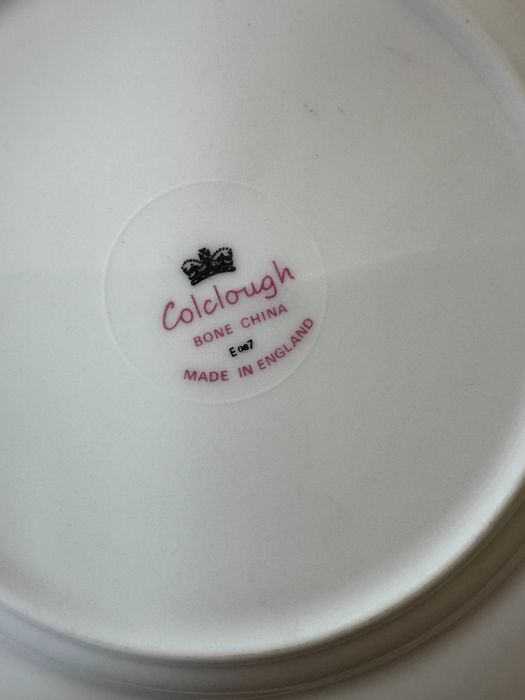 Colclough
BONE CHINA
E067
MADE IN ENGLAND